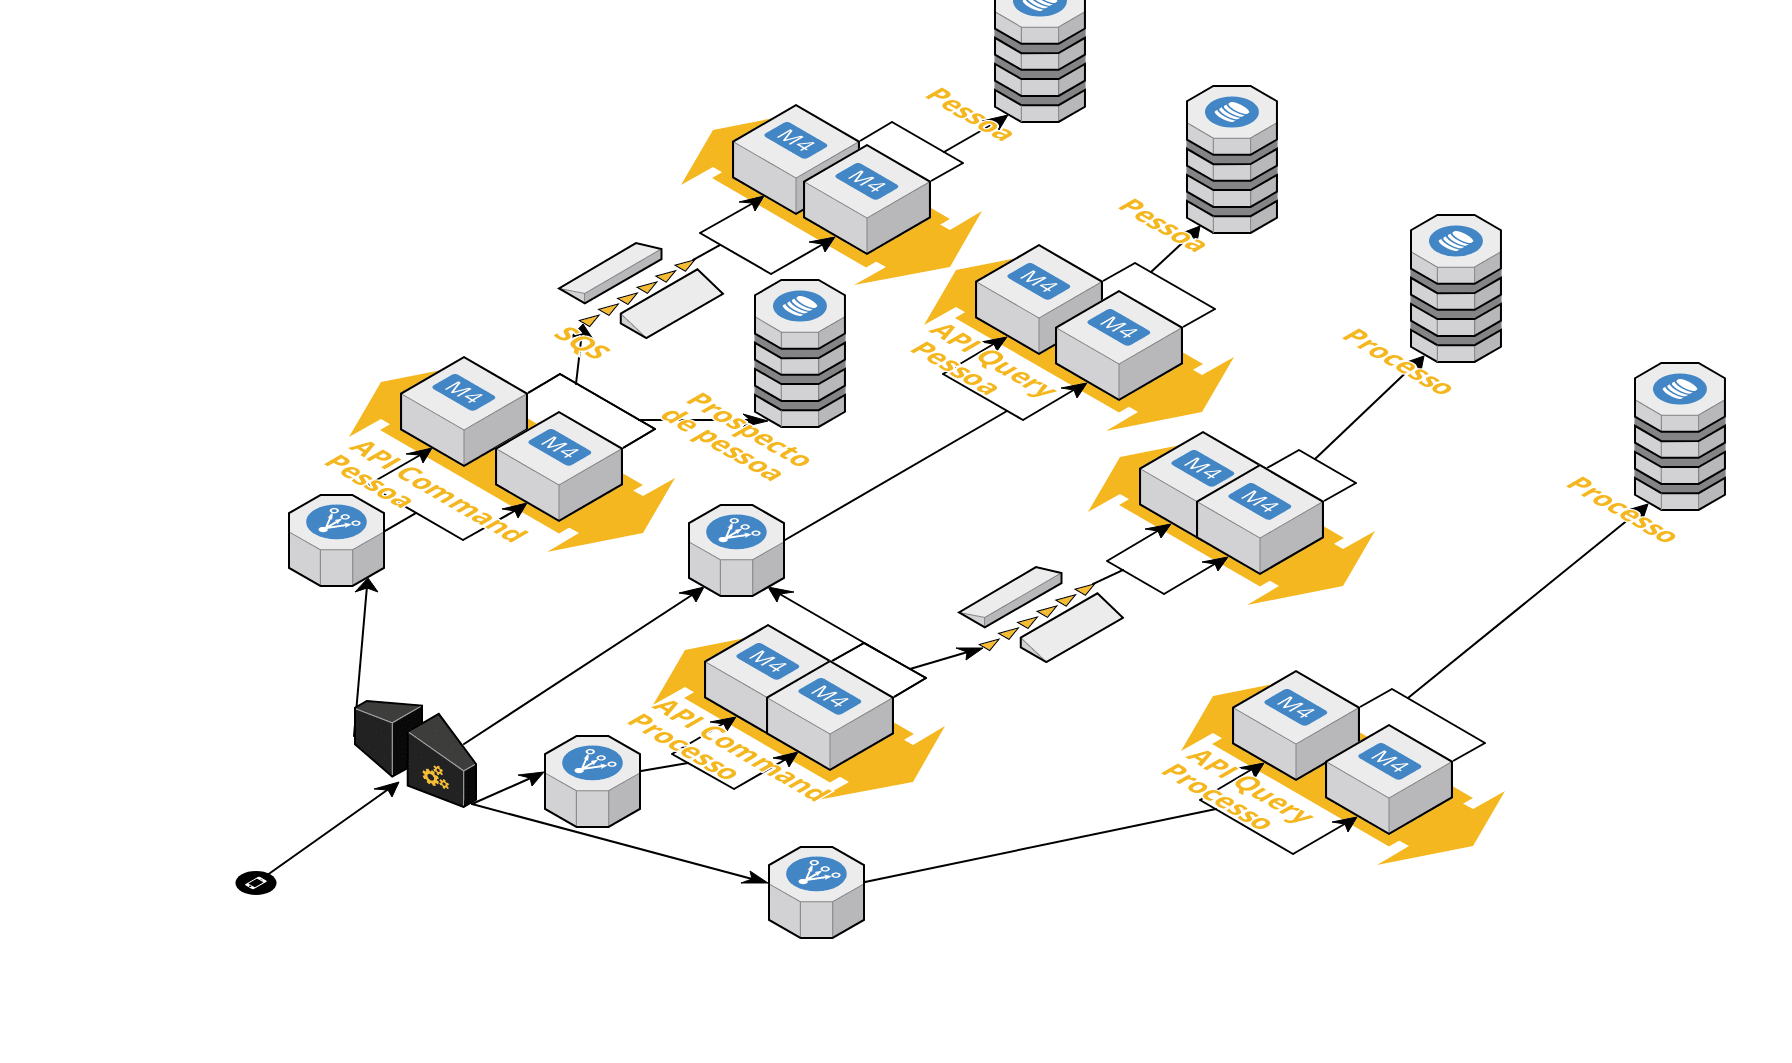 Pessoa
M4
M4
Pessoa
M4
M4
SQS
API Query
Pessoa
Processo
M4
M4
Prospecto
de pessoa
API Command
Pessoa
M4
M4
Processo
M4
M4
API Command
Processo
M4
M4
API Query
Processo